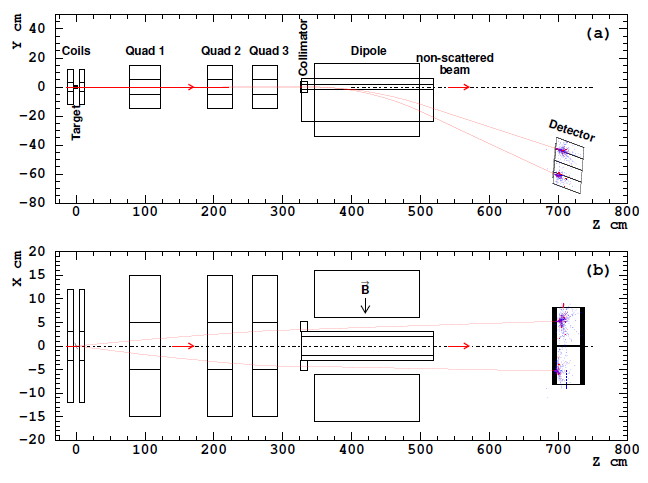 Y cm
40
20
0
−20
−40
−60
−80
(a)
Coils
Quad 1
Quad 2
Quad 3
Collimator
Dipole
non-scattered
beam
Target
Detector
0
100
200
300
400
500
600
700
800
Z cm
X cm
20
15
10
5
0
−5
−10
−15
−20
(b)
B
0
100
200
300
400
500
600
700
800
Z cm